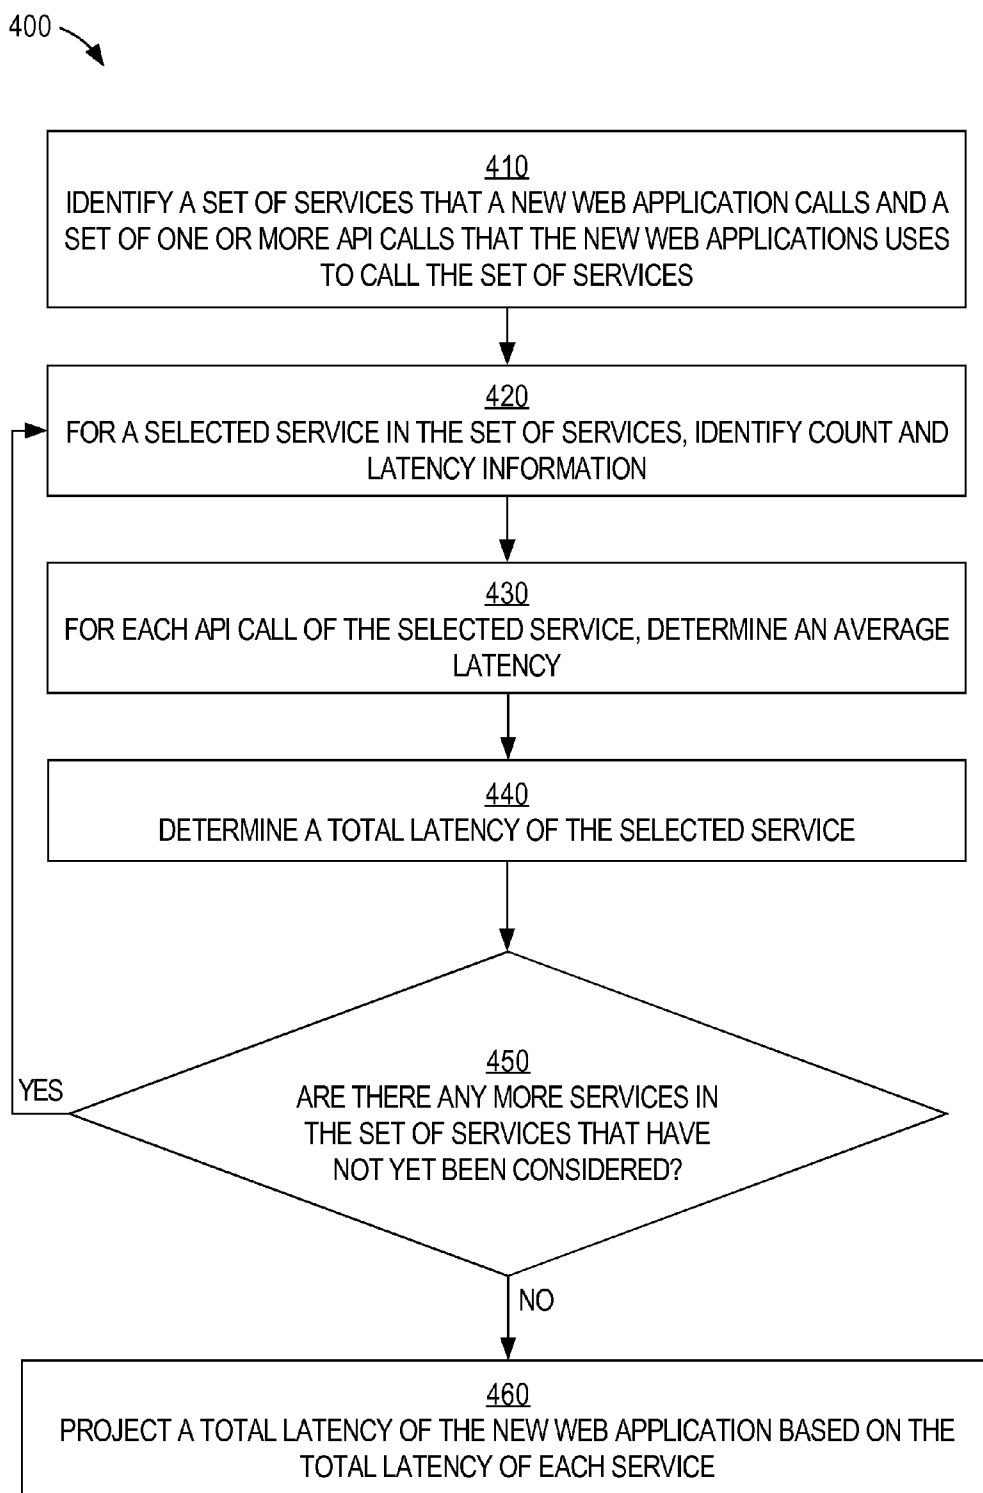 400
410
IDENTIFY A SET OF SERVICES THAT A NEW WEB APPLICATION CALLS AND A
SET OF ONE OR MORE API CALLS THAT THE NEW WEB APPLICATIONS USES
TO CALL THE SET OF SERVICES
420
FOR A SELECTED SERVICE IN THE SET OF SERVICES, IDENTIFY COUNT AND
LATENCY INFORMATION
430
FOR EACH API CALL OF THE SELECTED SERVICE, DETERMINE AN AVERAGE
LATENCY
440
DETERMINE A TOTAL LATENCY OF THE SELECTED SERVICE
450
ARE THERE ANY MORE SERVICES IN
THE SET OF SERVICES THAT HAVE
NOT YET BEEN CONSIDERED?
YES
NO
460
PROJECT A TOTAL LATENCY OF THE NEW WEB APPLICATION BASED ON THE
TOTAL LATENCY OF EACH SERVICE